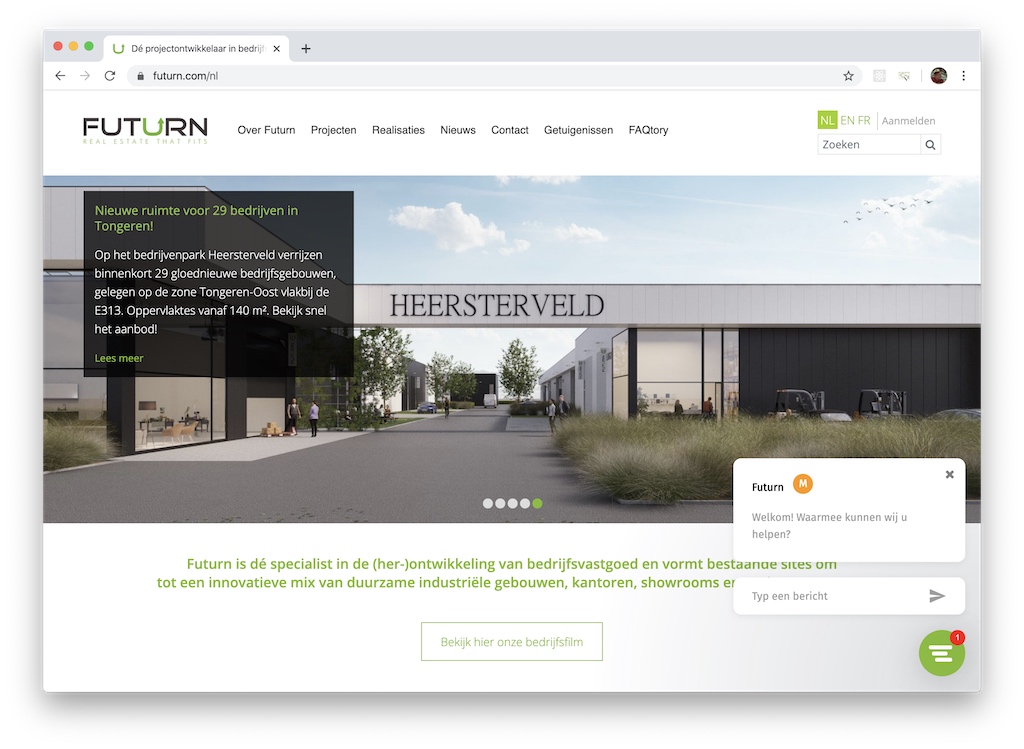 Dé projectontwikkelaar in bedrijf
futurn.com/nl
FUTURN
REAL ESTATE THAT FITS
Over Futurn Projecten Realisaties Nieuws Contact Getuigenissen FAQtory
NL EN FR Aanmelden
Zoeken
Nieuwe ruimte voor 29 bedrijven in
Tongeren!
Op het bedrijvenpark Heersterveld verrijzen
binnenkort 29 gloednieuwe bedrijfsgebouwen,
gelegen op de zone Tongeren-Oost vlakbij de
E313. Oppervlaktes vanaf 140 m². Bekijk snel
het aanbod!
Lees meer
HEERSTERVELD
Futurn M
Welkom! Waarmee kunnen wij u
helpen?
Futurn is dé specialist in de (her-)ontwikkeling van bedrijfsvastgoed en vormt bestaande sites om
tot een innovatieve mix van duurzame industriële gebouwen, kantoren, showrooms
Typ een bericht
Bekijk hier onze bedrijfsfilm
1